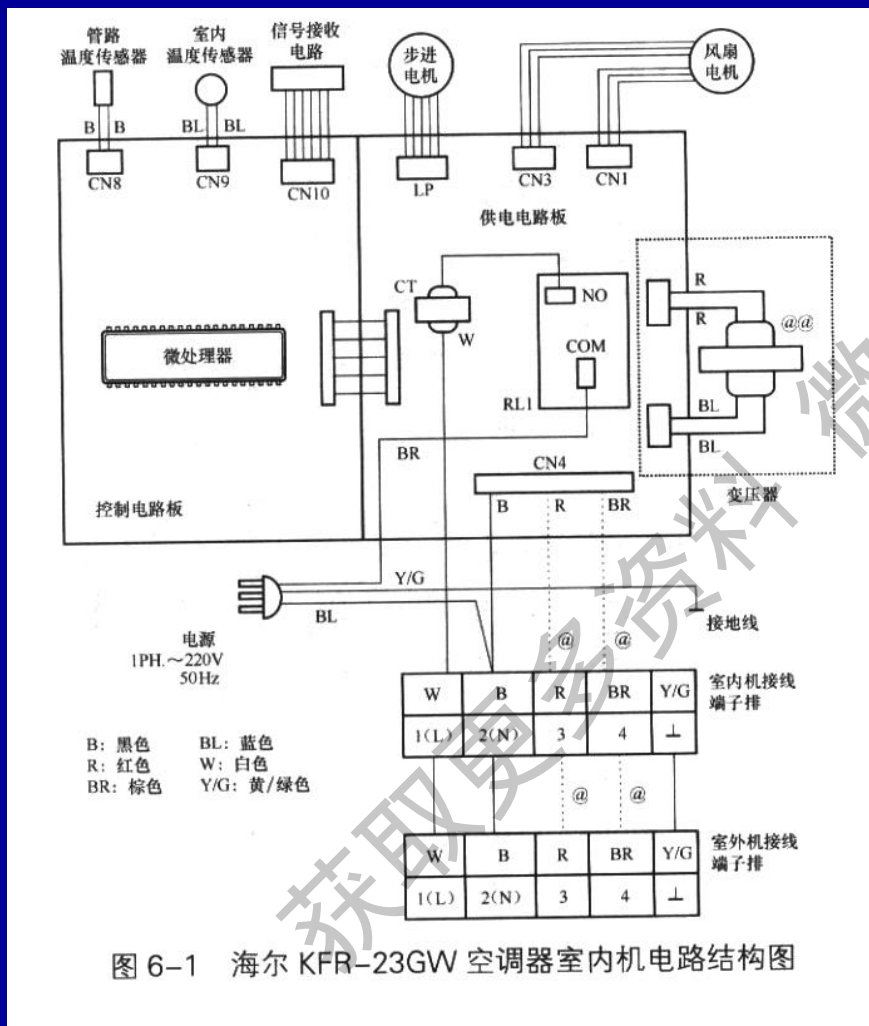 管路
温度传感器
室内
温度传感器
信号接收
电路
步进
电机
风扇
电机
B B
BL BL
CN8
CN9
CN10
LP
CN3
CN1
供电电路板
CT
W
NO
COM
RL1
R
R
@@
BL
BL
变压器
微处理器
控制电路板
BR
CN4
B R BR
Y/G
BL
接地线
电源
1PH.～220V
50Hz
@ @
W B R BR Y/G
1(L) 2(N) 3 4 ⊥
室内机接线
端子排
B：黑色 BL：蓝色
R：红色 W：白色
BR：棕色 Y/G：黄/绿色
@ @
W B R BR Y/G
1(L) 2(N) 3 4 ⊥
室外机接线
端子排
图 6-1 海尔 KFR-23GW 空调器室内机电路结构图
获取更多资料 微